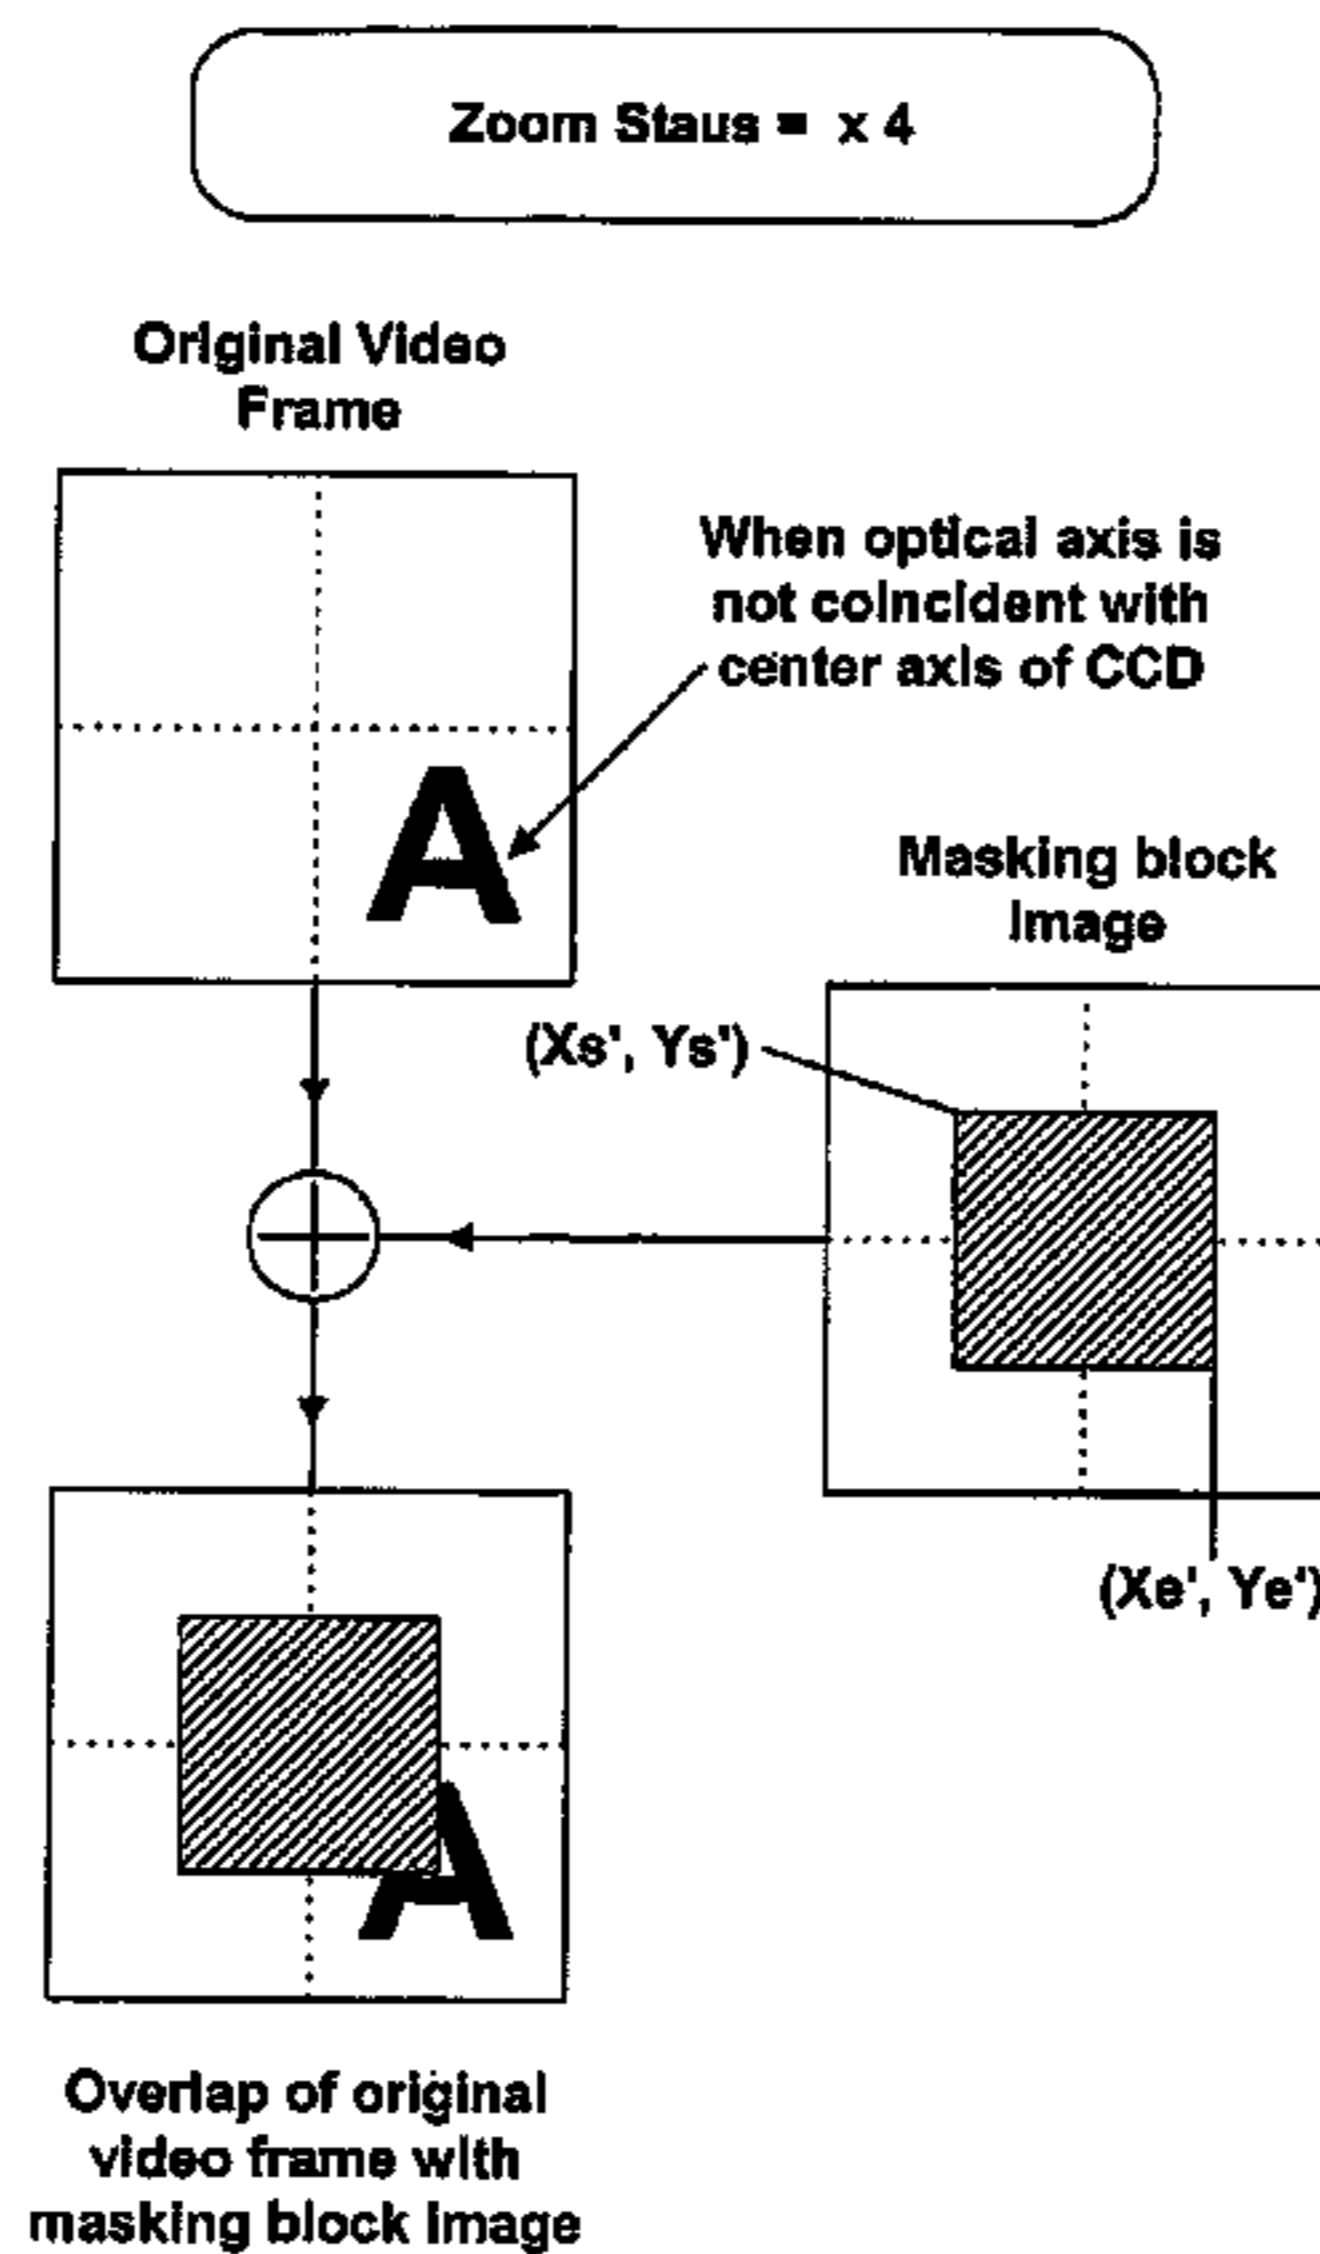 Zoom Staus = x 4
Original Video
Frame
When optical axis is
not coincident with
center axis of CCD
A
Masking block
Image
(Xs', Ys')
(Xe', Ye')
A
Overlap of original
video frame with
masking block Image